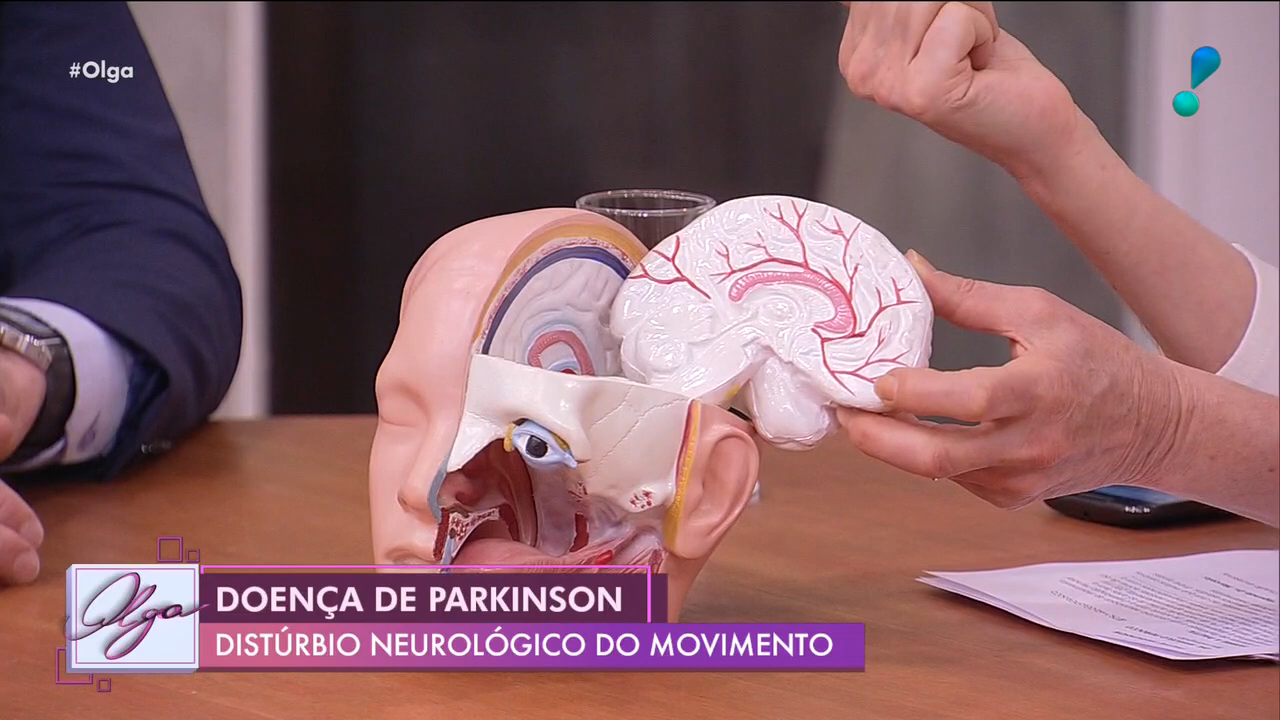 #Olga
Olga
DOENÇA DE PARKINSON
DISTÚRBIO NEUROLÓGICO DO MOVIMENTO